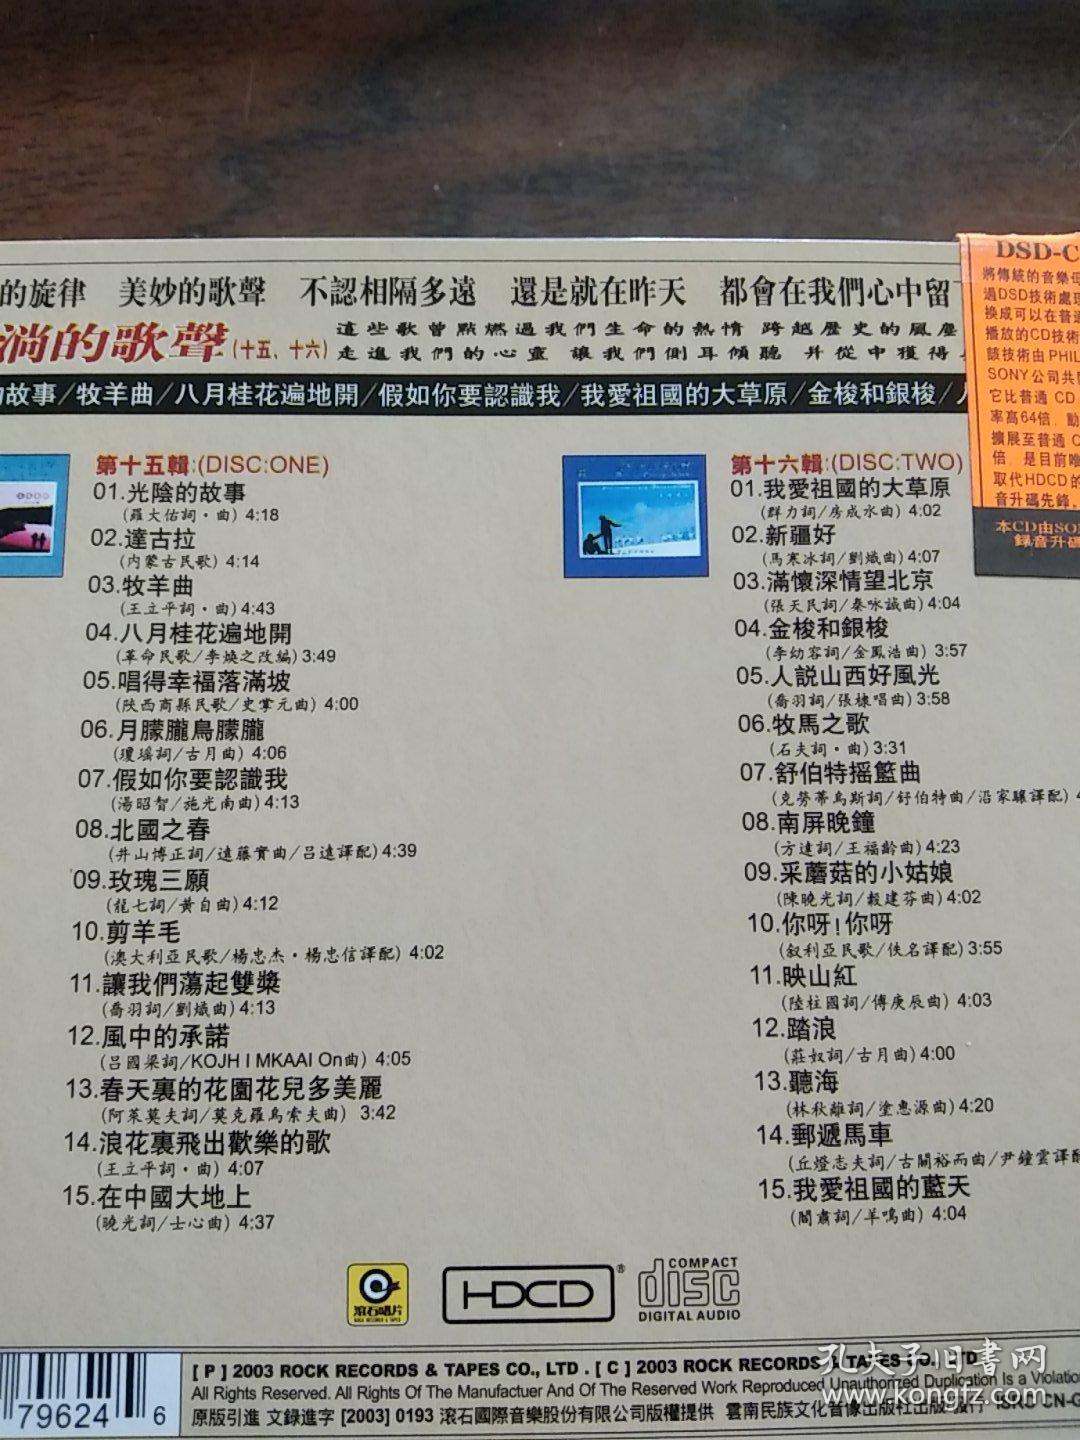 的旋律 美妙的歌聲 不認相隔多遠 還是就在昨天 都會在我們心中留
淌的歌聲(十五、十六)
這些歌曾點燃過我們生命的熱情 跨越歷史的風塵
走進我們的心靈 讓我們側耳傾聽 并從中獲得
故事/牧羊曲/八月桂花遍地開/假如你要認識我/我愛祖國的大草原/金梭和銀梭/
DSD-C
將傳統的音樂母
過DSD技術處理
換成可以在普通
播放的CD技術
該技術由PHIL
SONY公司共同
它比普通 CD
率高64倍．動
擴展至普通 C
倍．是目前唯
取代HDCD的
音升碼先鋒。
本CD由SO
錄音升碼
第十五輯:(DISC:ONE)
01.光陰的故事
(羅大佑詞·曲) 4:18
02.達古拉
(內蒙古民歌) 4:14
03.牧羊曲
(王立平詞·曲) 4:43
04.八月桂花遍地開
(革命民歌/李煥之改編) 3:49
05.唱得幸福落滿坡
(陝西商縣民歌/史掌元曲) 4:00
06.月朦朧鳥朦朧
(瓊瑤詞/古月曲) 4:06
07.假如你要認識我
(湯昭智/施光南曲) 4:13
08.北國之春
(井山博正詞/遠藤實曲/呂遠譯配) 4:39
09.玫瑰三願
(龍七詞/黃自曲) 4:12
10.剪羊毛
(澳大利亞民歌/楊忠杰·楊忠信譯配) 4:02
11.讓我們蕩起雙槳
(喬羽詞/劉熾曲) 4:13
12.風中的承諾
(呂國梁詞/KOJH I MKAAI On曲) 4:05
13.春天裏的花園花兒多美麗
(阿萊莫夫詞/莫克羅烏索夫曲) 3:42
14.浪花裏飛出歡樂的歌
(王立平詞·曲) 4:07
15.在中國大地上
(曉光詞/士心曲) 4:37
第十六輯:(DISC:TWO)
01.我愛祖國的大草原
(群力詞/房成水曲) 4:02
02.新疆好
(馬寒冰詞/劉熾曲) 4:07
03.滿懷深情望北京
(張天民詞/秦咏誠曲) 4:04
04.金梭和銀梭
(李幼容詞/金鳳浩曲) 3:57
05.人説山西好風光
(喬羽詞/張棣唱曲) 3:58
06.牧馬之歌
(石夫詞·曲) 3:31
07.舒伯特摇籃曲
(克勞蒂烏斯詞/舒伯特曲/沿家驤譯配)
08.南屏晚鐘
(方達詞/王福齡曲) 4:23
09.采蘑菇的小姑娘
(陳曉光詞/穀建芬曲) 4:02
10.你呀!你呀
(叙利亞民歌/佚名譯配) 3:55
11.映山紅
(陸柱國詞/傅庚辰曲) 4:03
12.踏浪
(莊奴詞/古月曲) 4:00
13.聽海
(林秋離詞/塗惠源曲) 4:20
14.郵遞馬車
(丘燈志夫詞/古關裕而曲/尹鐘雲譯配
15.我愛祖國的藍天
(閻肅詞/羊鳴曲) 4:04
滾石唱片
ROCK RECORDS & TAPES
HDCD®
COMPACT
disc
DIGITAL AUDIO
79624 6
[ P ] 2003 ROCK RECORDS & TAPES CO., LTD . [ C ] 2003 ROCK RECORDS & TAPES CO., LTD
All Rights Reserved. All Rights Of The Manufactuer And Of The Reserved Work Reproduced Unauthorized Duplication Is a Violatio
原版引進 文録進字 [2003] 0193 滾石國際音樂股份有限公司版權提供 雲南民族文化音像出版社出版 發行 ISRC CN-G
孔夫子旧書网
www.kongfz.com